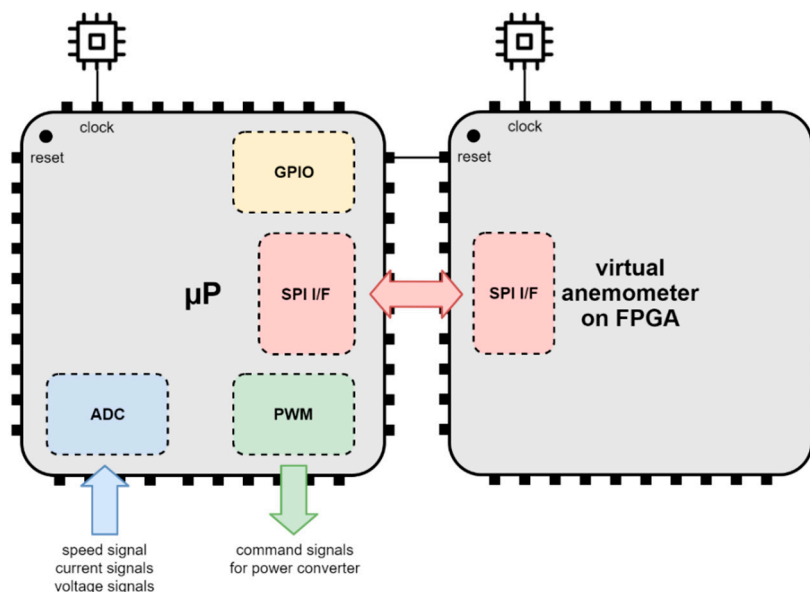 clock
reset
GPIO
µP
SPI I/F
ADC
PWM
speed signal
current signals
voltage signals
command signals
for power converter
clock
reset
SPI I/F
virtual
anemometer
on FPGA